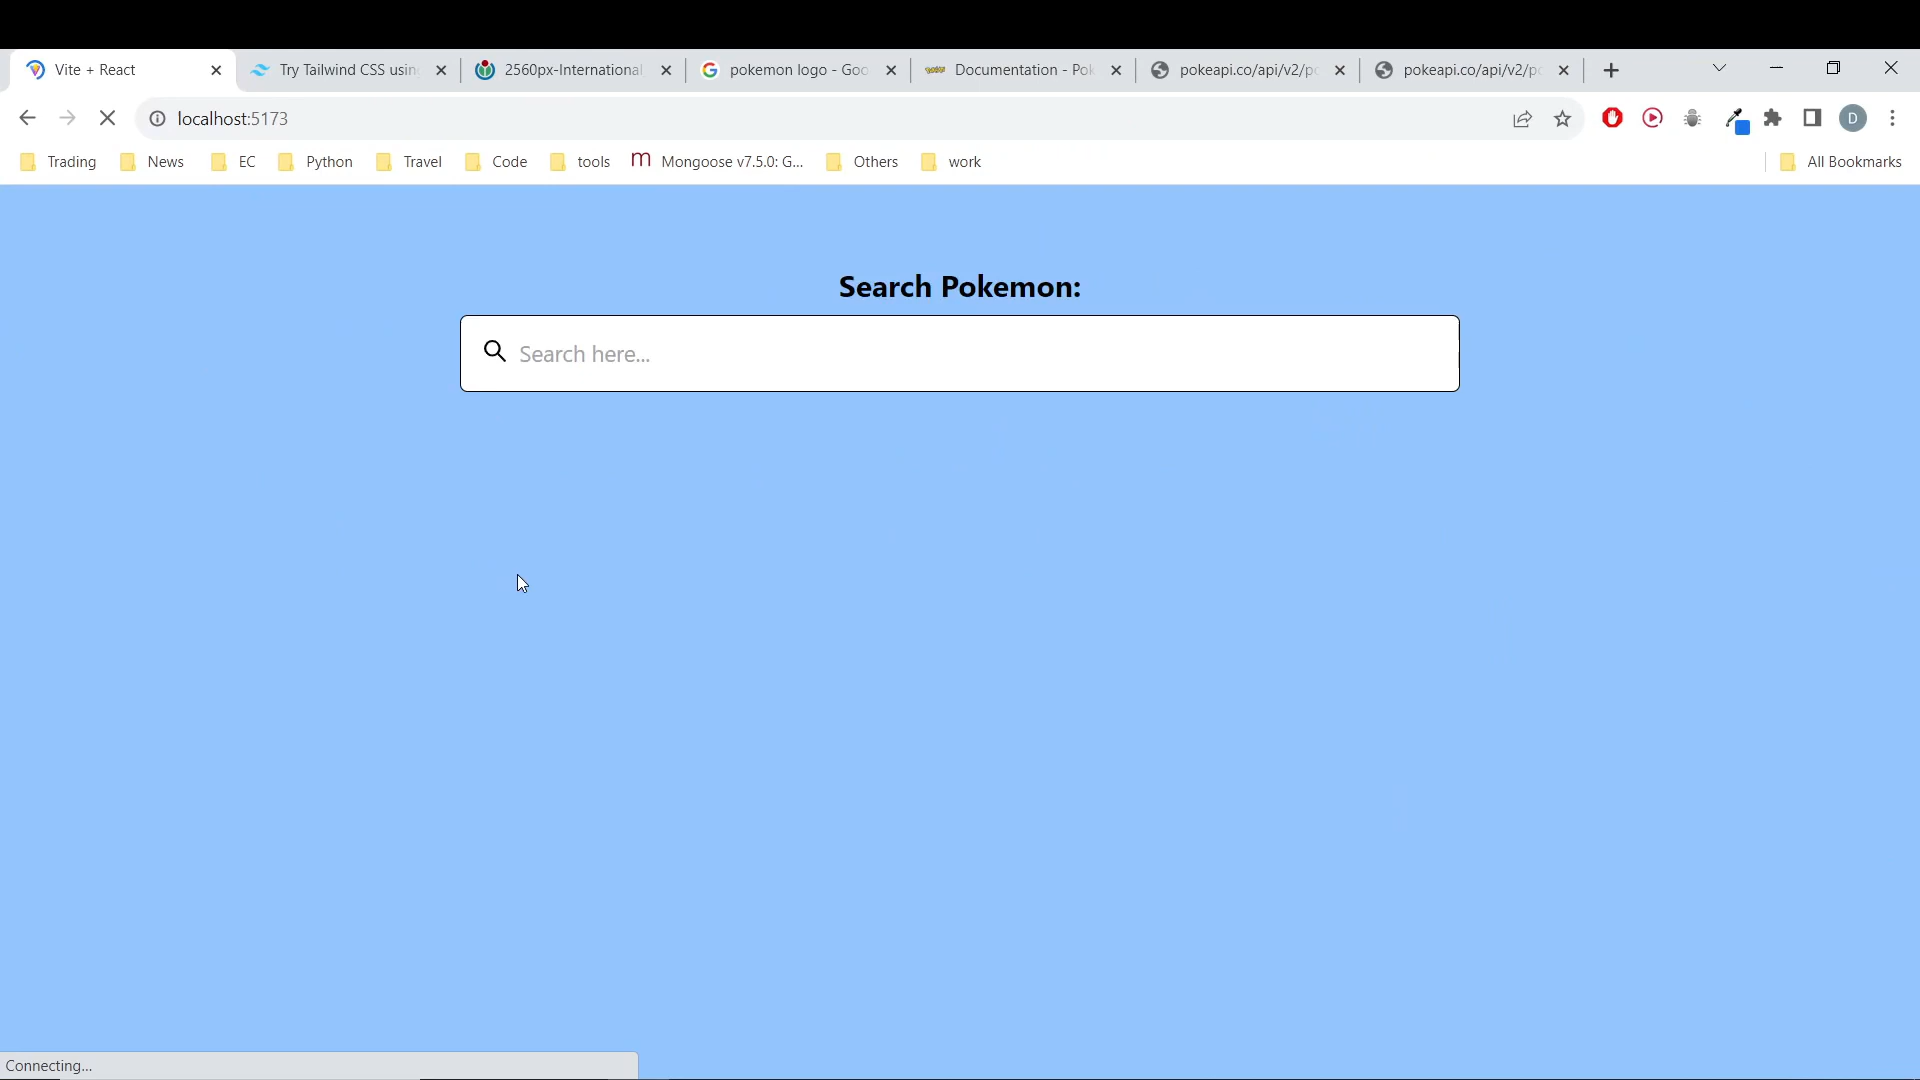 Vite + React
Try Tailwind CSS usin
2560px-International
pokemon logo - Goo
Documentation - Pok
pokeapi.co/api/v2/po
pokeapi.co/api/v2/po
localhost:5173
D
Trading
News
EC
Python
Travel
Code
tools
m Mongoose v7.5.0: G...
Others
work
All Bookmarks
Search Pokemon:
Search here...
Connecting...